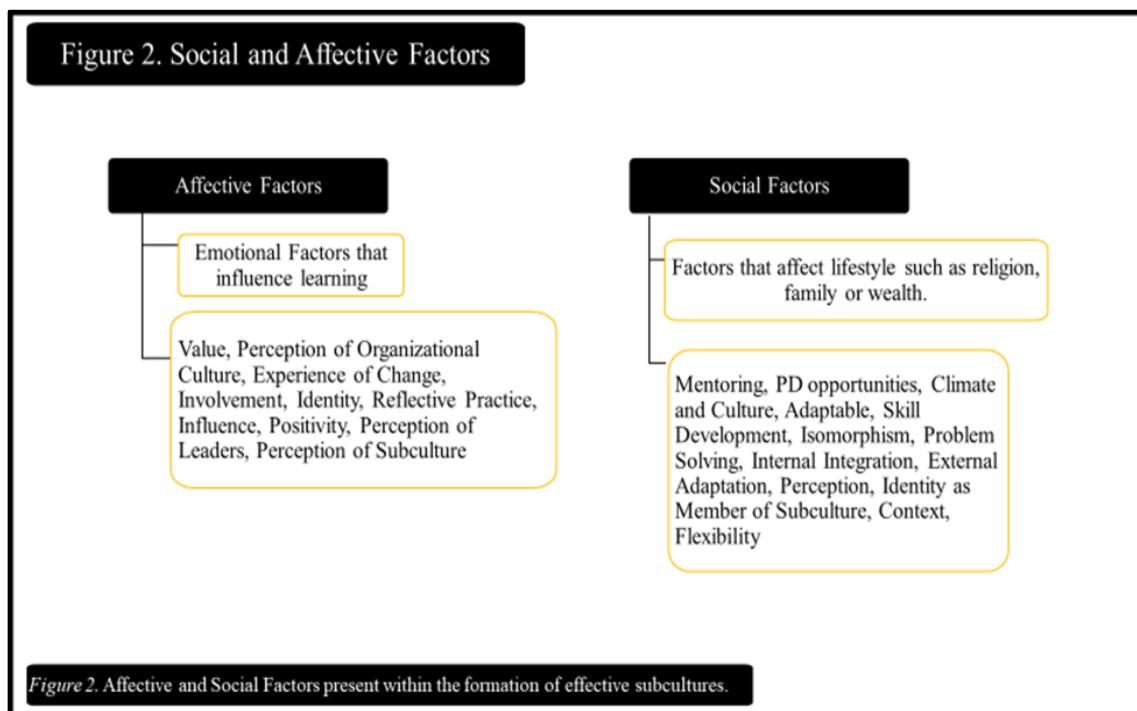 Figure 2. Social and Affective Factors
Affective Factors
Emotional Factors that
influence learning
Value, Perception of Organizational
Culture, Experience of Change,
Involvement, Identity, Reflective Practice,
Influence, Positivity, Perception of
Leaders, Perception of Subculture
Social Factors
Factors that affect lifestyle such as religion,
family or wealth.
Mentoring, PD opportunities, Climate
and Culture, Adaptable, Skill
Development, Isomorphism, Problem
Solving, Internal Integration, External
Adaptation, Perception, Identity as
Member of Subculture, Context,
Flexibility
Figure 2. Affective and Social Factors present within the formation of effective subcultures.